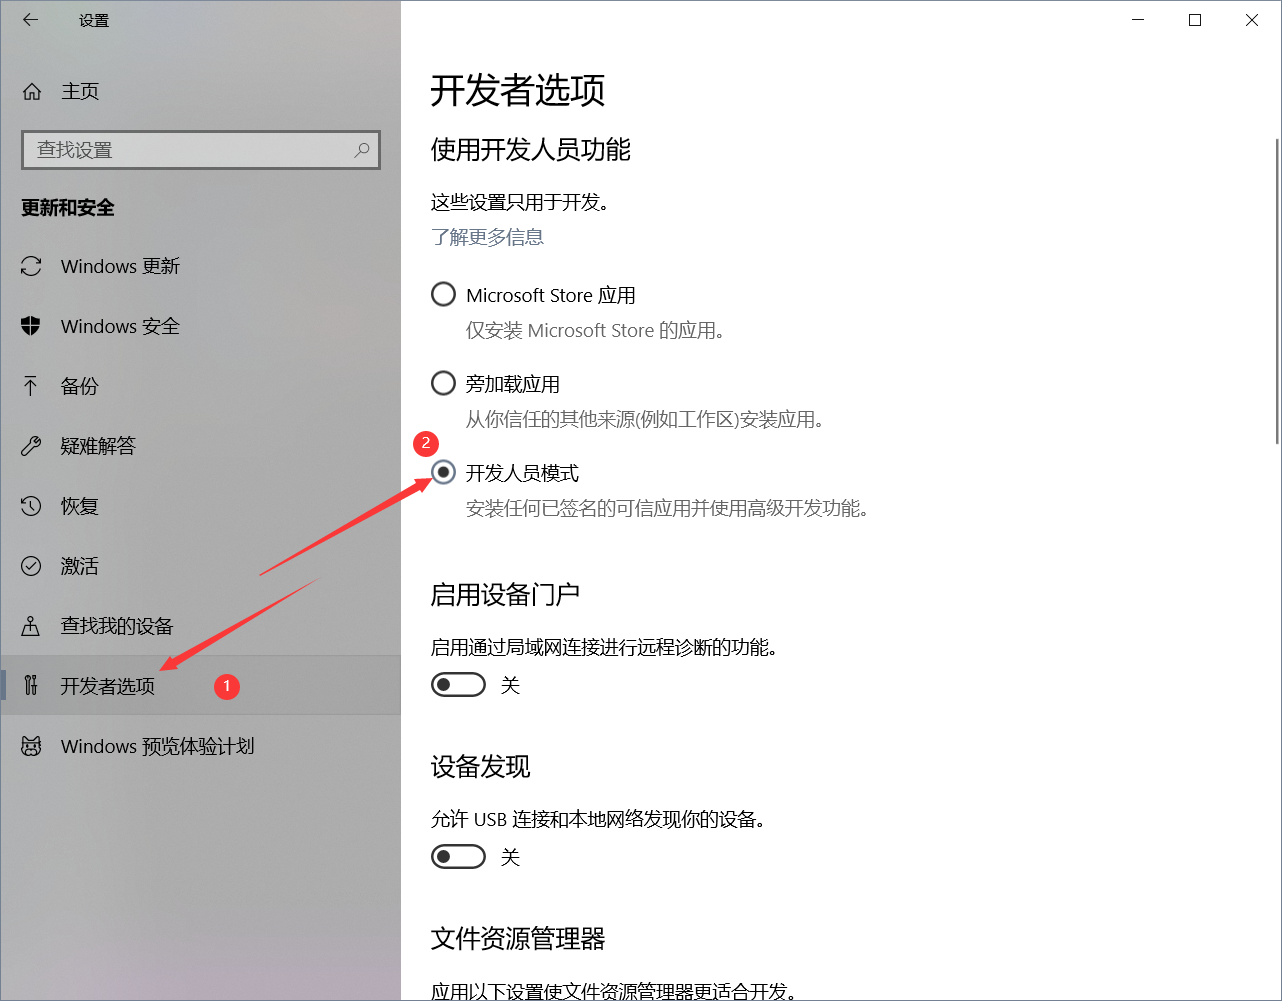 设置
主页
查找设置
更新和安全
Windows 更新
Windows 安全
备份
疑难解答
恢复
激活
查找我的设备
开发者选项
1
Windows 预览体验计划
开发者选项
使用开发人员功能
这些设置只用于开发。
了解更多信息
Microsoft Store 应用
仅安装 Microsoft Store 的应用。
旁加载应用
从你信任的其他来源(例如工作区)安装应用。
2
开发人员模式
安装任何已签名的可信应用并使用高级开发功能。
启用设备门户
启用通过局域网连接进行远程诊断的功能。
关
设备发现
允许 USB 连接和本地网络发现你的设备。
关
文件资源管理器
应用以下设置使文件资源管理器更适合开发。